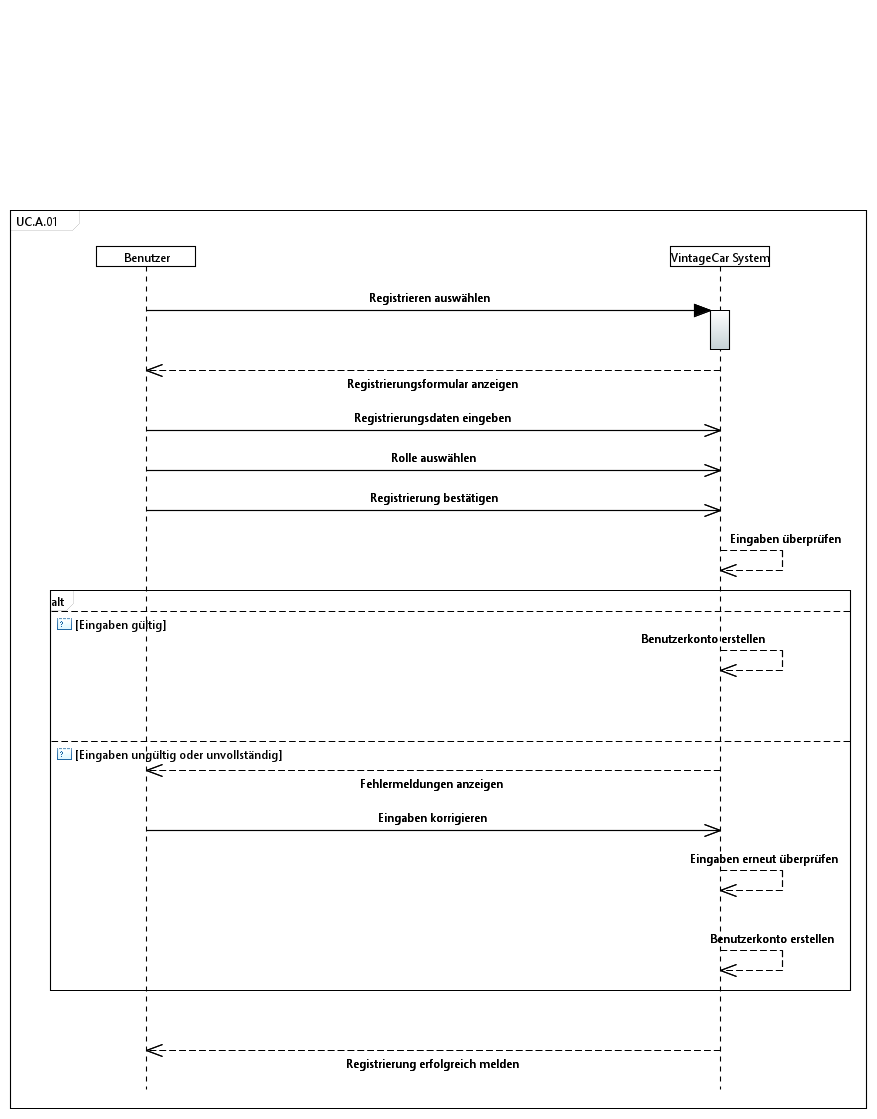 UC.A.01
Benutzer
VintageCar System
Registrieren auswählen
Registrierungsformular anzeigen
Registrierungsdaten eingeben
Rolle auswählen
Registrierung bestätigen
Eingaben überprüfen
alt
? [Eingaben gültig]
Benutzerkonto erstellen
? [Eingaben ungültig oder unvollständig]
Fehlermeldungen anzeigen
Eingaben korrigieren
Eingaben erneut überprüfen
Benutzerkonto erstellen
Registrierung erfolgreich melden